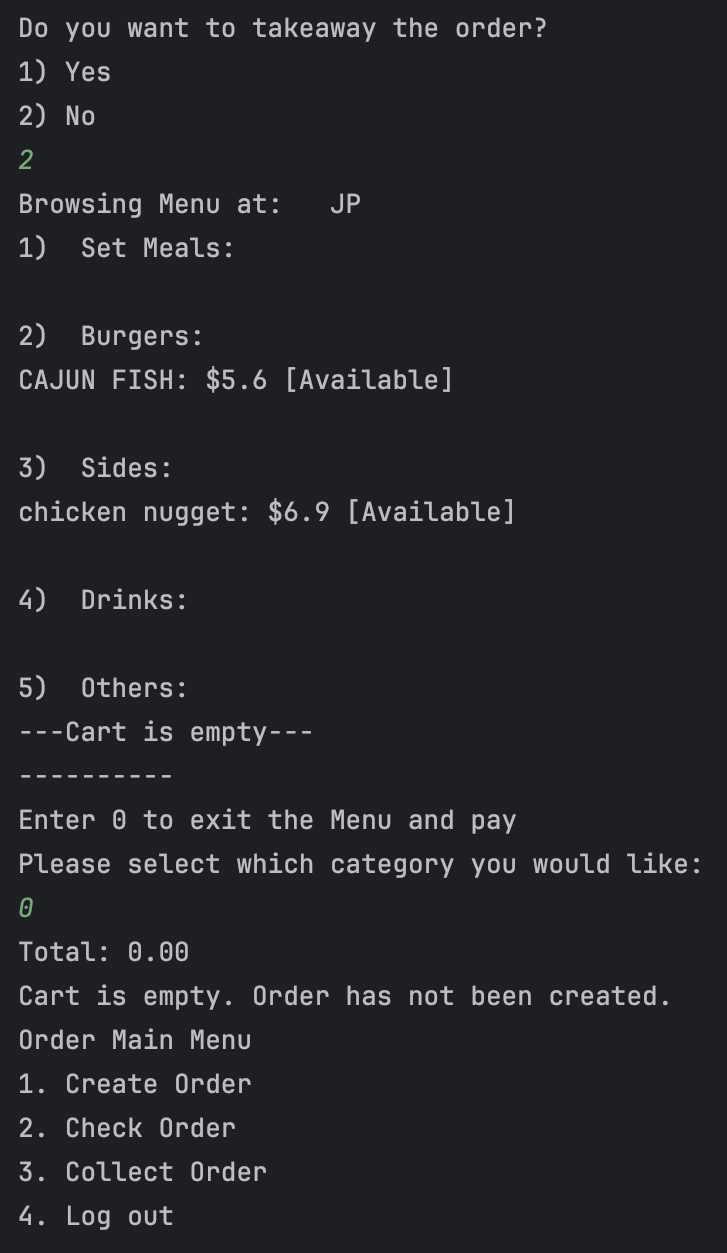 Do you want to takeaway the order?
1) Yes
2) No
2
Browsing Menu at:   JP
1)  Set Meals:
2)  Burgers:
CAJUN FISH: $5.6 [Available]
3)  Sides:
chicken nugget: $6.9 [Available]
4)  Drinks:
5)  Others:
---Cart is empty---
----------
Enter 0 to exit the Menu and pay
Please select which category you would like:
0
Total: 0.00
Cart is empty. Order has not been created.
Order Main Menu
1. Create Order
2. Check Order
3. Collect Order
4. Log out